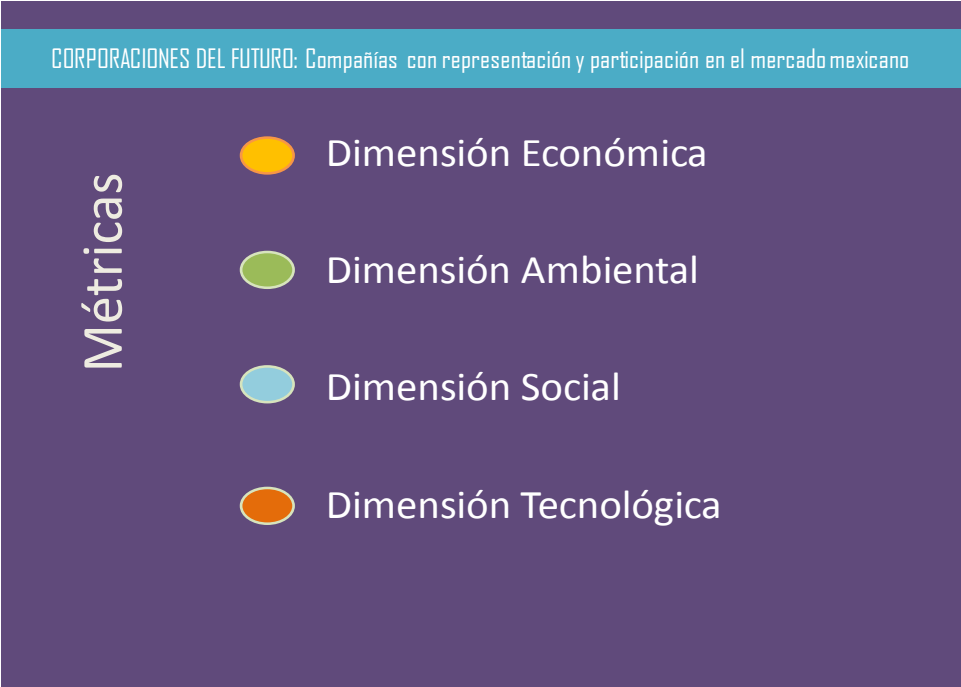 CORPORACIONES DEL FUTURO: Compañías con representación y participación en el mercado mexicano
Métricas
Dimensión Económica
Dimensión Ambiental
Dimensión Social
Dimensión Tecnológica